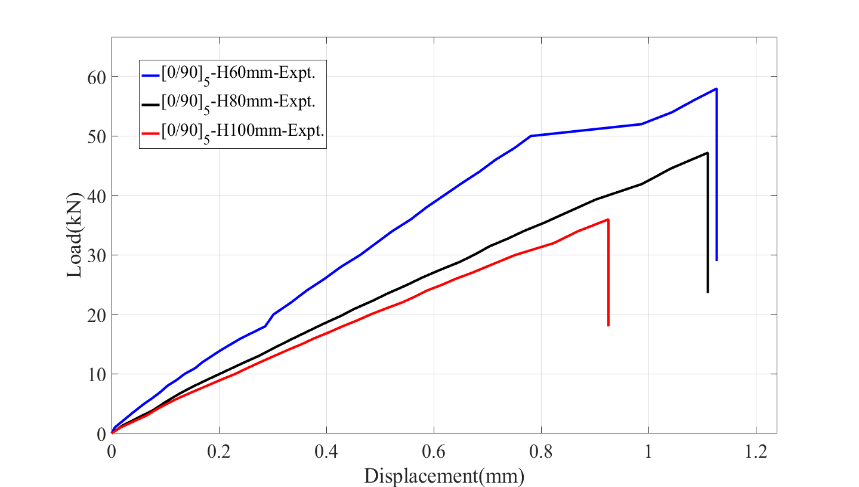 [0/90]5-H60mm-Expt.
[0/90]5-H80mm-Expt.
[0/90]5-H100mm-Expt.
60
50
40
30
20
10
0
Load(kN)
0 0.2 0.4 0.6 0.8 1 1.2
Displacement(mm)